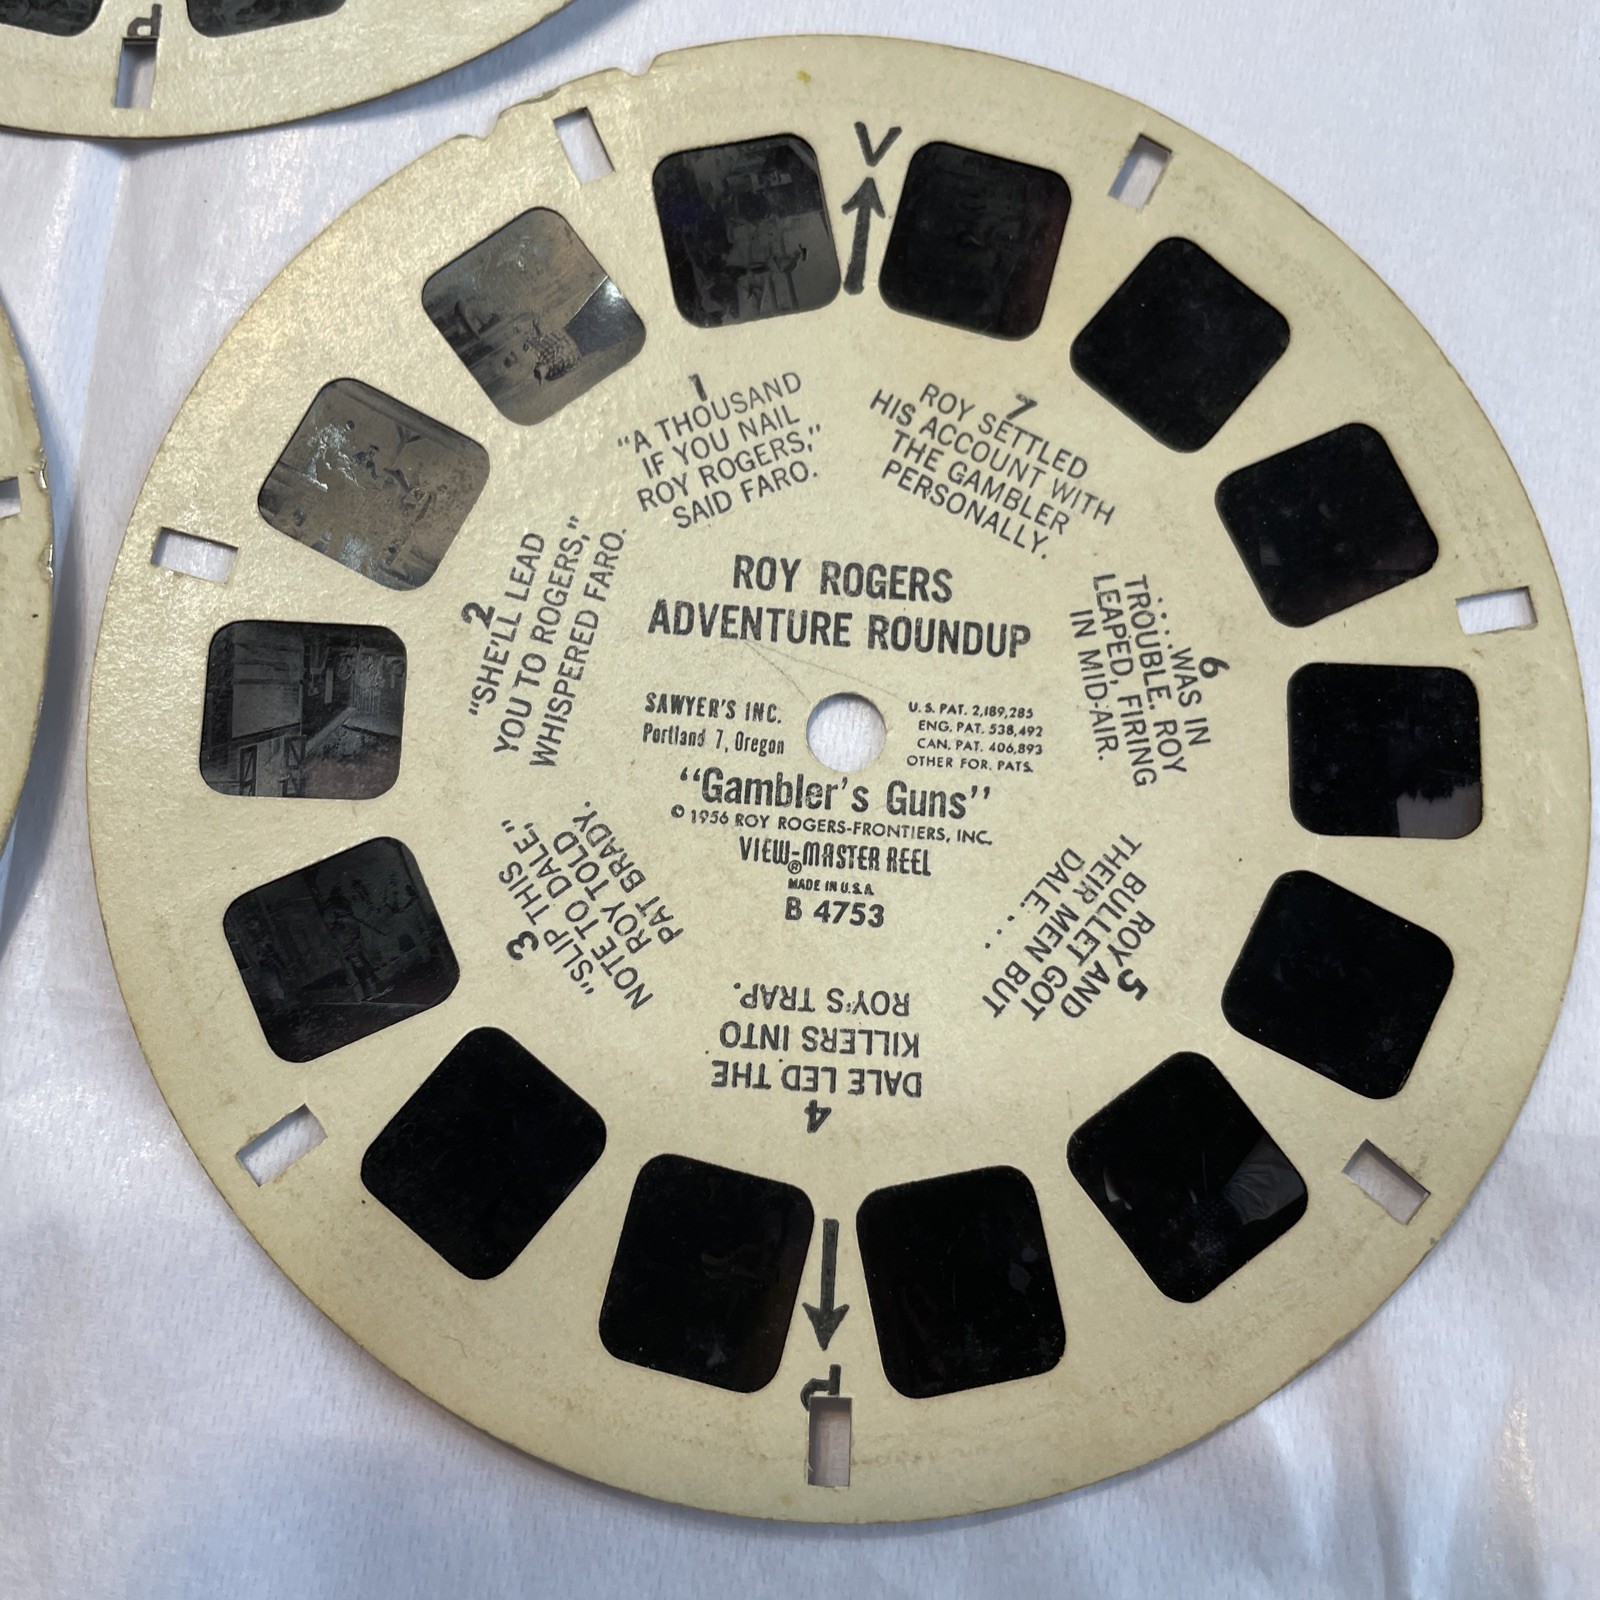 P
V
1
"A THOUSAND
IF YOU NAIL
ROY ROGERS,"
SAID FARO.
2
"SHE'LL LEAD
YOU TO ROGERS,"
WHISPERED FARO.
3
"SLIP THIS
NOTE TO DALE,"
ROY TOLD
PAT BRADY.
4
DALE LED THE
KILLERS INTO
ROY'S TRAP.
5
ROY AND
BULLET GOT
THEIR MEN BUT
DALE. . . .
6
. . . WAS IN
TROUBLE. ROY
LEAPED, FIRING
IN MID-AIR.
7
ROY SETTLED
HIS ACCOUNT WITH
THE GAMBLER
PERSONALLY.
ROY ROGERS
ADVENTURE ROUNDUP
SAWYER'S INC.
Portland 7, Oregon
U.S. PAT. 2,189,285
ENG. PAT. 538,492
CAN. PAT. 406,893
OTHER FOR. PATS.
"Gambler's Guns"
© 1956 ROY ROGERS-FRONTIERS, INC.
VIEW-MASTER REEL
®
MADE IN U.S.A.
B 4753
P